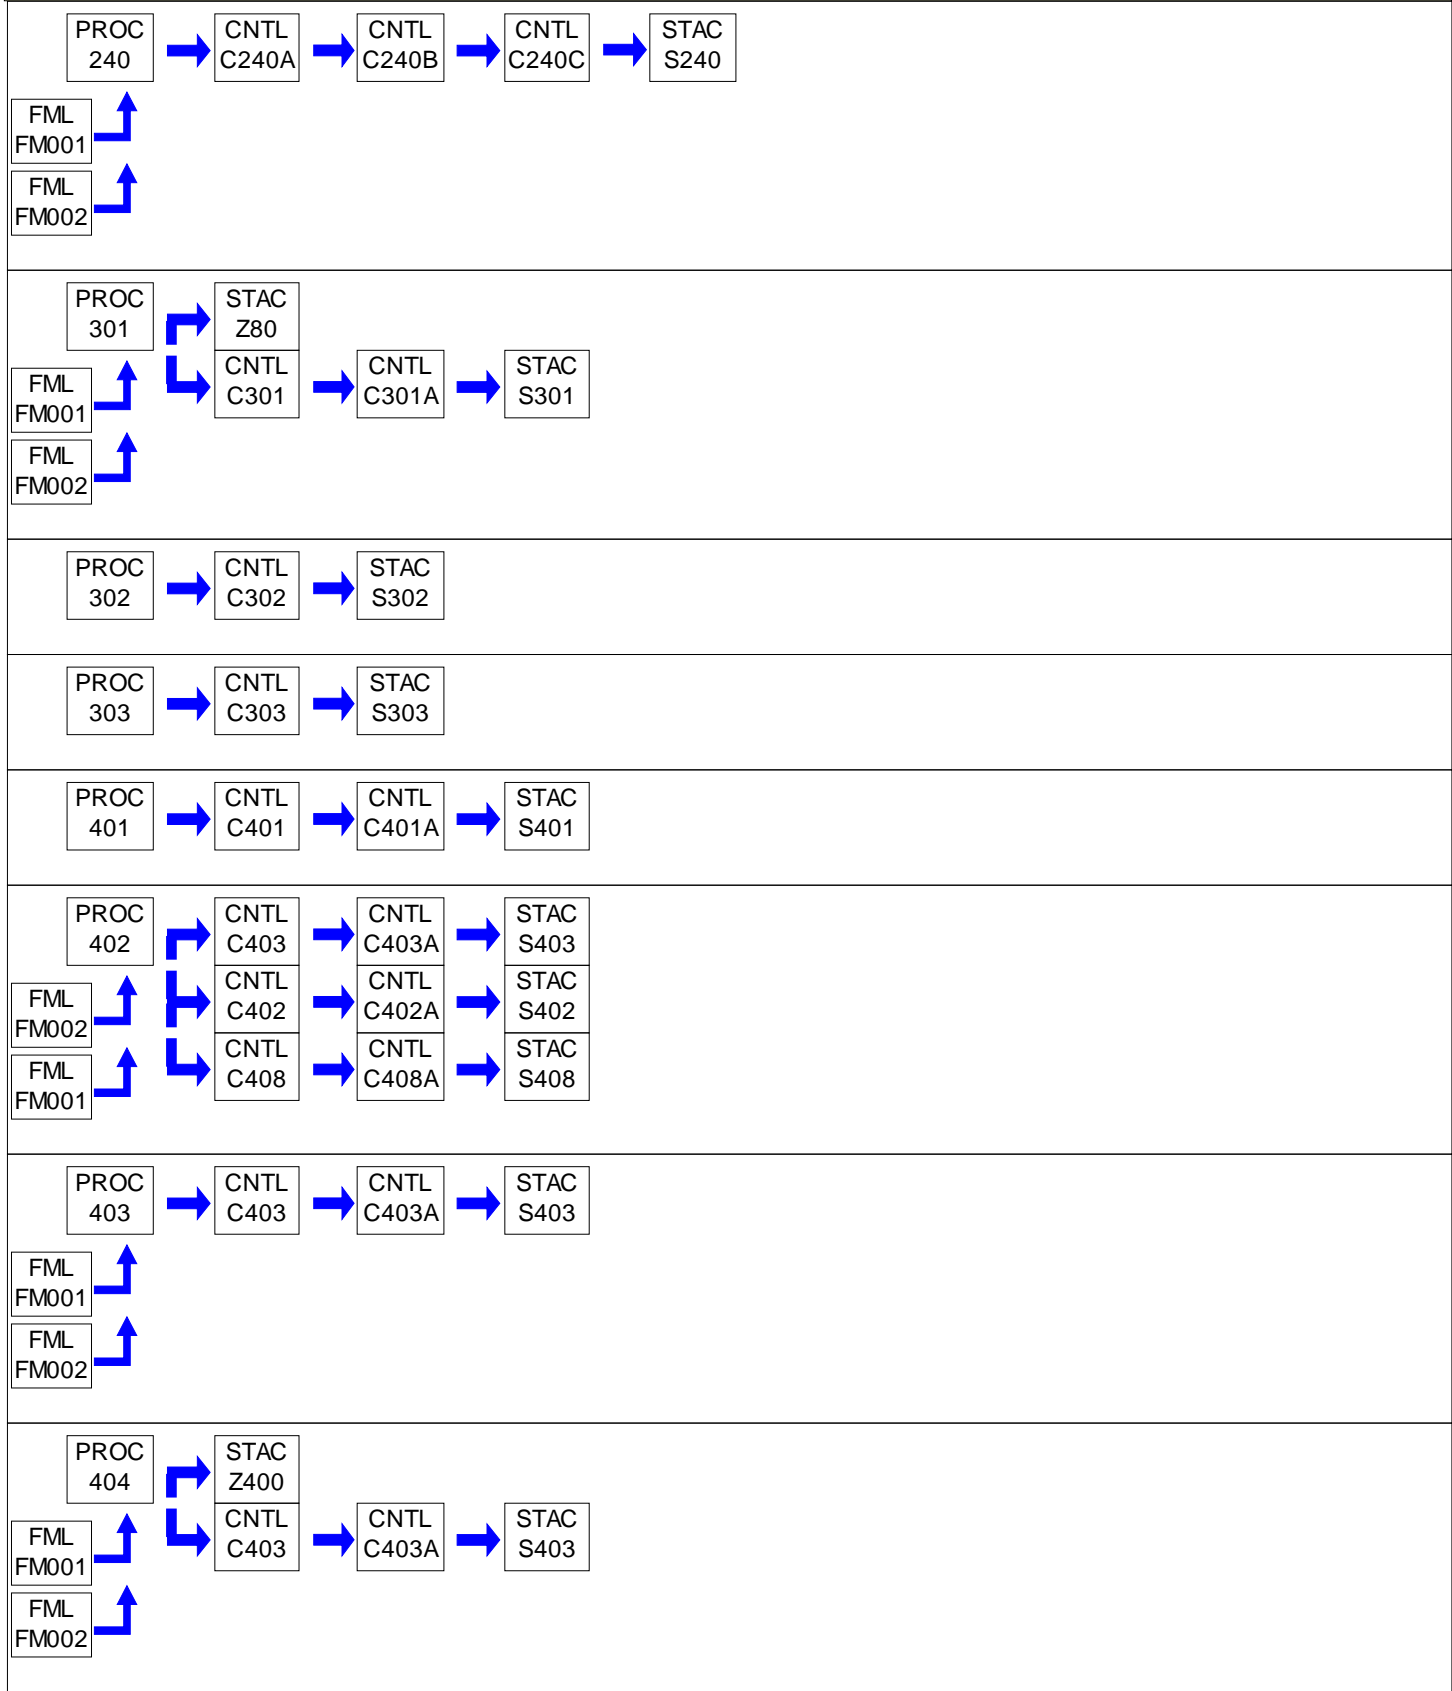 PROC
240
CNTL
C240A
CNTL
C240B
CNTL
C240C
STAC
S240
FML
FM001
FML
FM002
PROC
301
STAC
Z80
CNTL
C301
CNTL
C301A
STAC
S301
FML
FM001
FML
FM002
PROC
302
CNTL
C302
STAC
S302
PROC
303
CNTL
C303
STAC
S303
PROC
401
CNTL
C401
CNTL
C401A
STAC
S401
PROC
402
CNTL
C403
CNTL
C403A
STAC
S403
FML
FM002
CNTL
C402
CNTL
C402A
STAC
S402
FML
FM001
CNTL
C408
CNTL
C408A
STAC
S408
PROC
403
CNTL
C403
CNTL
C403A
STAC
S403
FML
FM001
FML
FM002
PROC
404
STAC
Z400
CNTL
C403
CNTL
C403A
STAC
S403
FML
FM001
FML
FM002